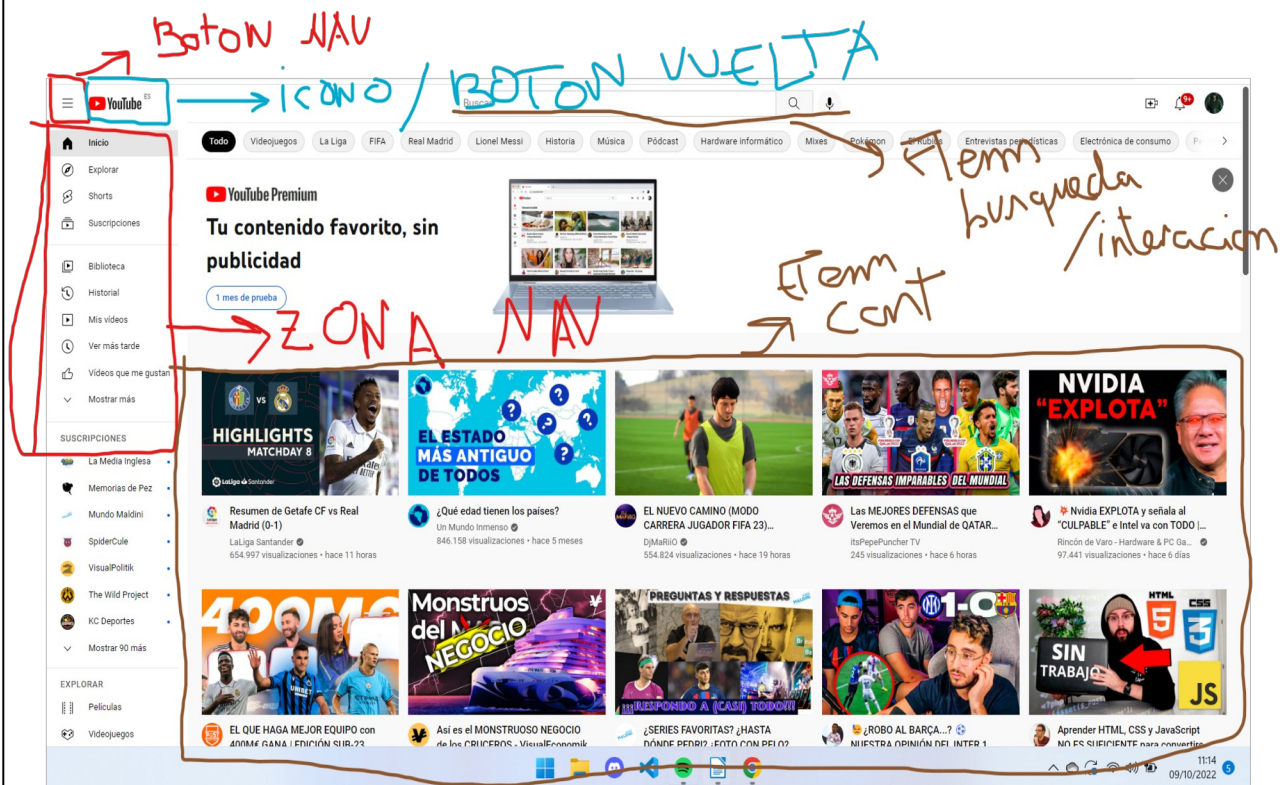 Boton NAV
icono / BOTON VUELTA
YouTube ES
Buscar
9+
Inicio
Explorar
Shorts
Suscripciones
Biblioteca
Historial
Mis vídeos
Ver más tarde
Vídeos que me gustan
Mostrar más
SUSCRIPCIONES
La Media Inglesa
Memorias de Pez
Mundo Maldini
SpiderCule
VisualPolitik
The Wild Project
KC Deportes
Mostrar 90 más
EXPLORAR
Películas
Videojuegos
Todo Videojuegos La Liga FIFA Real Madrid Lionel Messi Historia Música Pódcast Hardware informático Mixes Pokémon El Rubius Entrevistas periodísticas Electrónica de consumo
Elem
busqueda
/interacion
YouTube Premium
Tu contenido favorito, sin
publicidad
1 mes de prueba
Elem
Cont
ZONA NAV
VS
HIGHLIGHTS
MATCHDAY 8
LaLiga Santander
Resumen de Getafe CF vs Real
Madrid (0-1)
LaLiga Santander
654.997 visualizaciones • hace 11 horas
EL ESTADO
MÁS ANTIGUO
DE TODOS
¿Qué edad tienen los países?
Un Mundo Inmenso
846.158 visualizaciones • hace 5 meses
EL NUEVO CAMINO (MODO
CARRERA JUGADOR FIFA 23)...
DjMaRiiO
554.824 visualizaciones • hace 19 horas
LAS DEFENSAS IMPARABLES DEL MUNDIAL
Las MEJORES DEFENSAS que
Veremos en el Mundial de QATAR...
itsPepePuncher TV
245 visualizaciones • hace 6 horas
NVIDIA
"EXPLOTA"
Nvidia EXPLOTA y señala al
"CULPABLE" e Intel va con TODO |...
Rincón de Varo - Hardware & PC Ga...
97.441 visualizaciones • hace 6 días
400M€
UNIBET
EL QUE HAGA MEJOR EQUIPO con
400M€ GANA | EDICIÓN SUB-23
Monstruos
del NEGOCIO
NEGOCIO
Así es el MONSTRUOSO NEGOCIO
de los CRUCEROS - VisualEconomik
PREGUNTAS Y RESPUESTAS
¡¡¡RESPONDO A (CASI) TODO!!!
¿SERIES FAVORITAS? ¿HASTA
DÓNDE PEDRI? ¿FOTO CON PELO?
1-0
¿ROBO AL BARÇA...?
NUESTRA OPINIÓN DEL INTER 1
HTML
CSS
5
3
SIN
TRABAJO
JS
Aprender HTML, CSS y JavaScript
NO ES SUFICIENTE para convertirs
11:14
09/10/2022
5